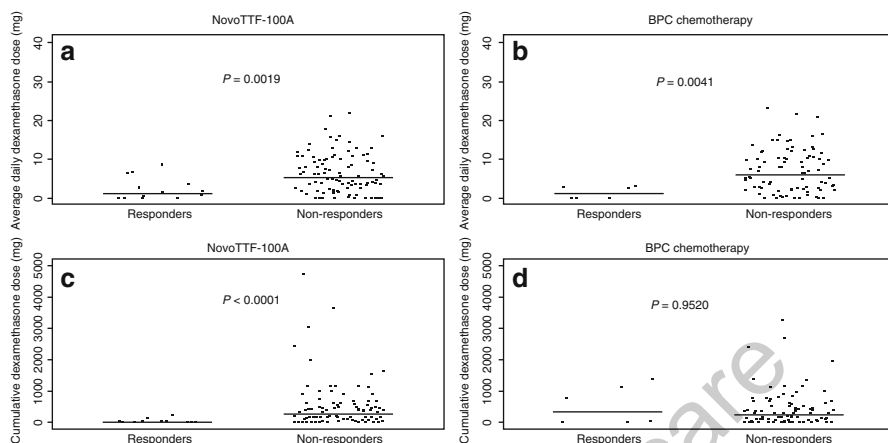 NovoTTF-100A
BPC chemotherapy
a
P = 0.0019
Average daily dexamethasone dose (mg)
40
30
20
10
0
Responders
Non-responders
b
P = 0.0041
Average daily dexamethasone dose (mg)
40
30
20
10
0
Responders
Non-responders
NovoTTF-100A
BPC chemotherapy
c
P < 0.0001
Cumulative dexamethasone dose (mg)
5000
4000
3000
2000
1000
0
Responders
Non-responders
d
P = 0.9520
Cumulative dexamethasone dose (mg)
5000
4000
3000
2000
1000
0
Responders
Non-responders
care